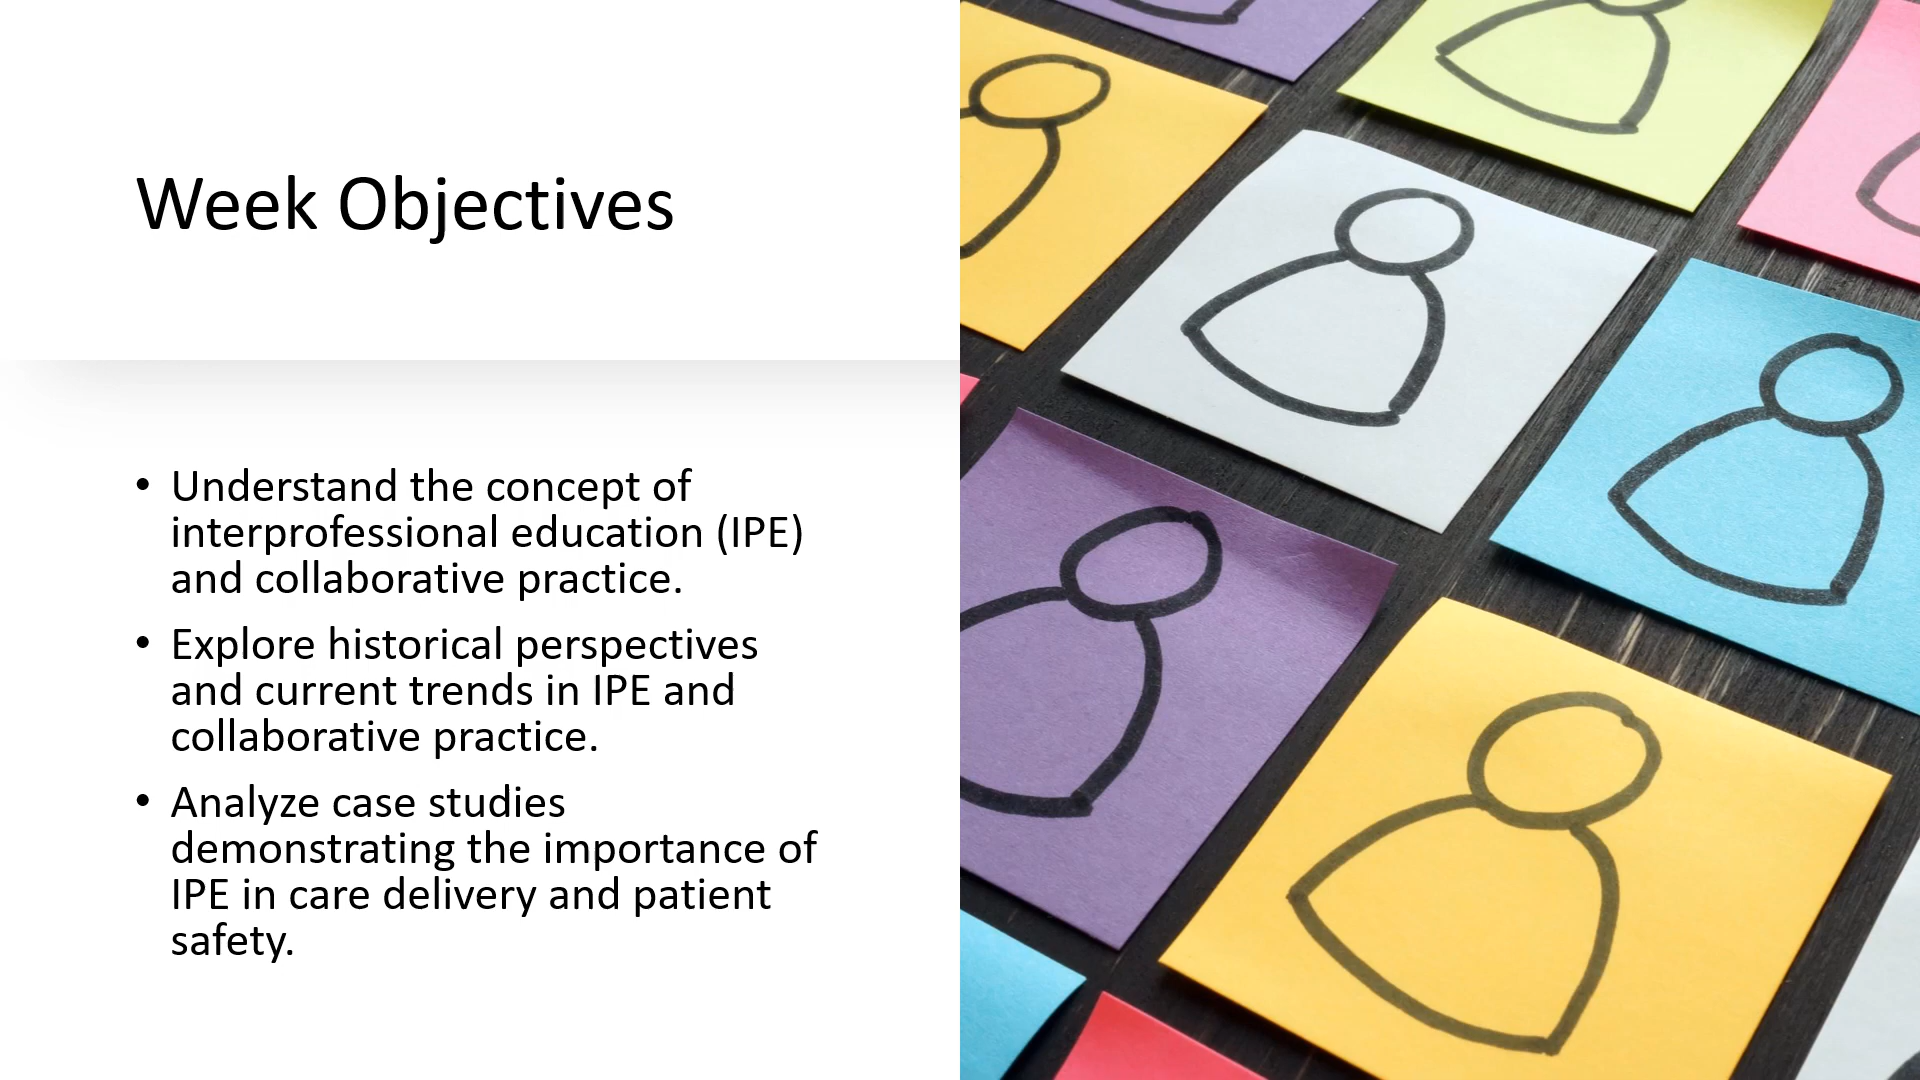 Week Objectives
• Understand the concept of
interprofessional education (IPE)
and collaborative practice.
• Explore historical perspectives
and current trends in IPE and
collaborative practice.
• Analyze case studies
demonstrating the importance of
IPE in care delivery and patient
safety.